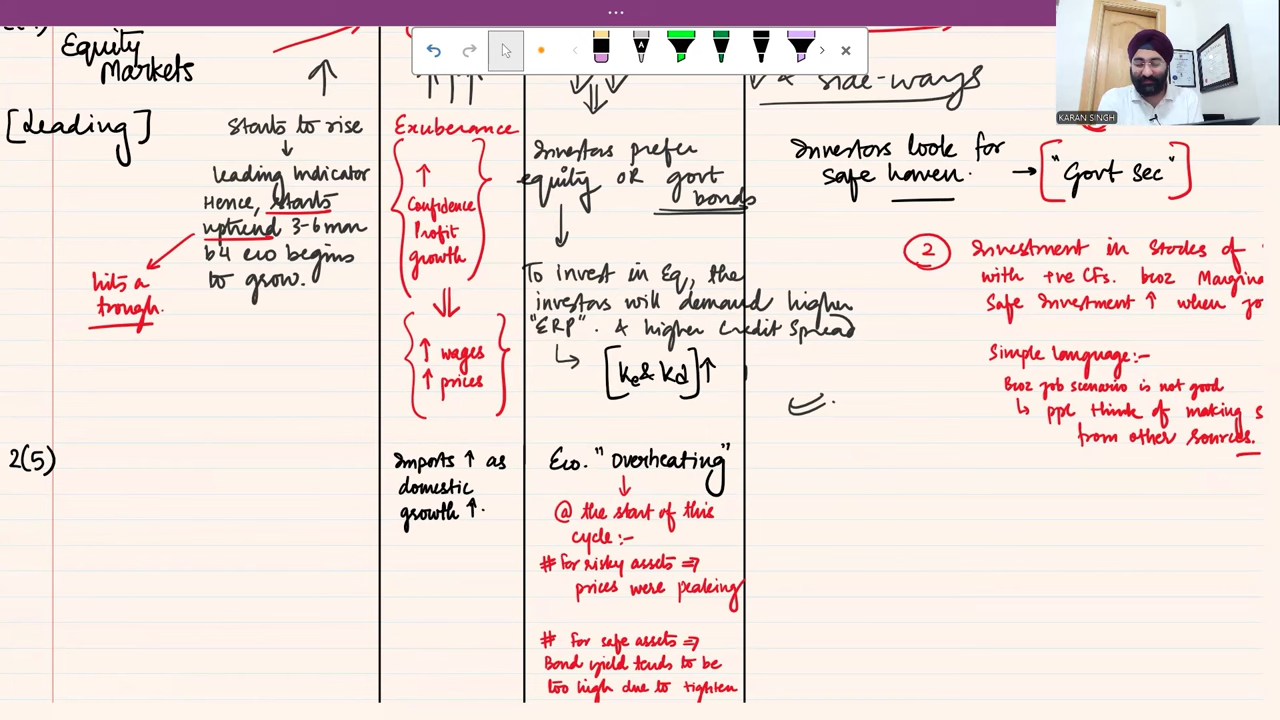 Equity
Markets
[Leading]
Starts to rise
leading Indicator
Hence, starts
uptrend 3-6 mon
b4 eco begins
to grow.
hits a
trough.
Exuberance
↑
Confidence
Profit
growth
↑ wages
↑ prices
Investors prefer
equity OR govt
bonds
To invest in Eq, the
investors will demand higher
"ERP". & higher Credit Spread
[Ke & Kd] ↑
& side-ways
Investors look for
safe haven. → ["Govt Sec"]
2 Investment in Stocks of
with +ve CFs. bcoz Margina
Safe Investment ↑ when
Simple language:-
Bcoz job scenario is not good
↳ ppl think of making s
from other sources.
2(5)
Imports ↑ as
domestic
growth ↑.
Eco. "Overheating"
@ the start of this
cycle:-
# For risky assets ⇒
prices were peaking
# For safe assets ⇒
Bond yield tends to be
too high due to tighten
KARAN SINGH